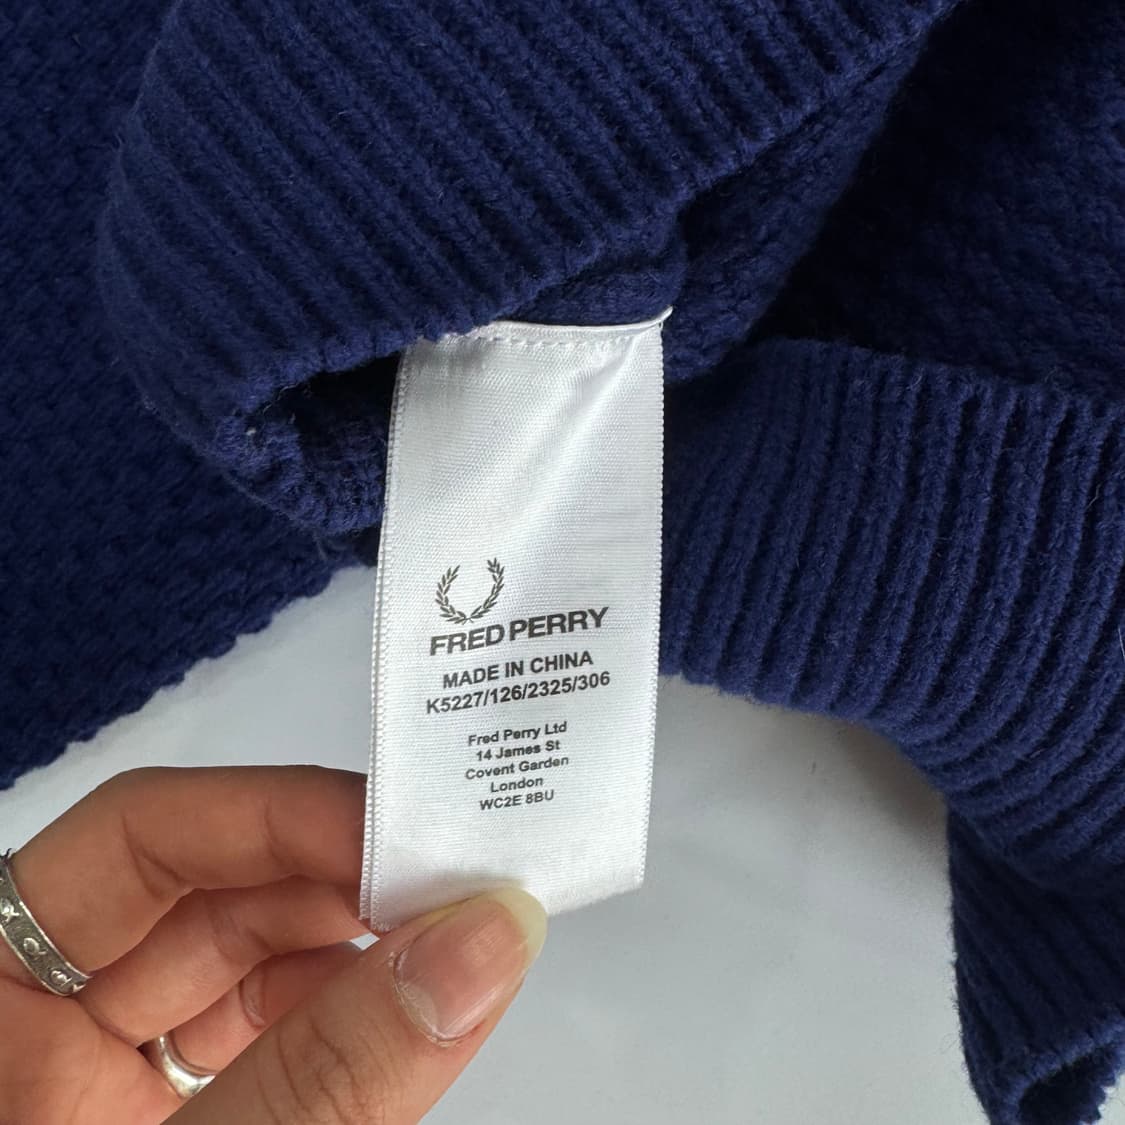 FRED PERRY
MADE IN CHINA
K5227/126/2325/306
Fred Perry Ltd
14 James St
Covent Garden
London
WC2E 8BU